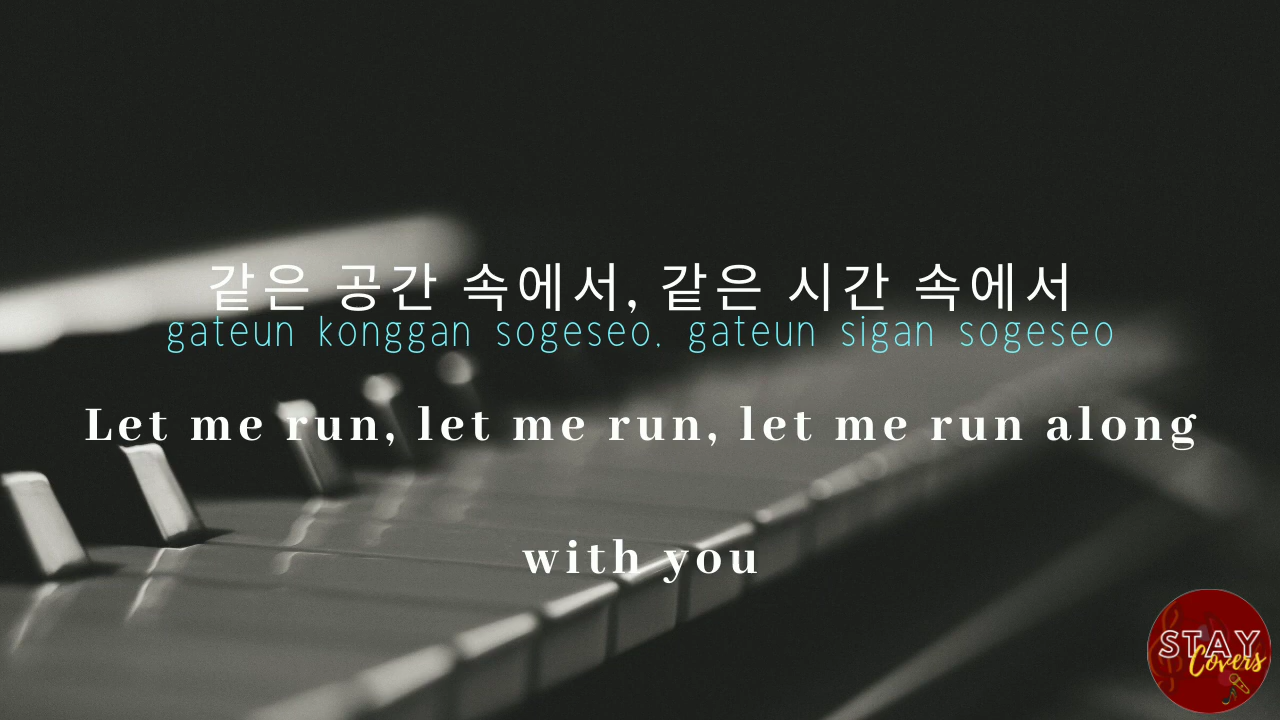 같은 공간 속에서, 같은 시간 속에서
gateun konggan sogeseo, gateun sigan sogeseo
Let me run, let me run, let me run along
with you
STAY
Covers